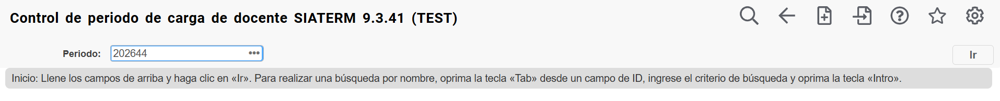 Control de periodo de carga de docente SIATERM 9.3.41 (TEST)
Periodo: 202644 •••
Ir
Inicio: Llene los campos de arriba y haga clic en «Ir». Para realizar una búsqueda por nombre, oprima la tecla «Tab» desde un campo de ID, ingrese el criterio de búsqueda y oprima la tecla «Intro».